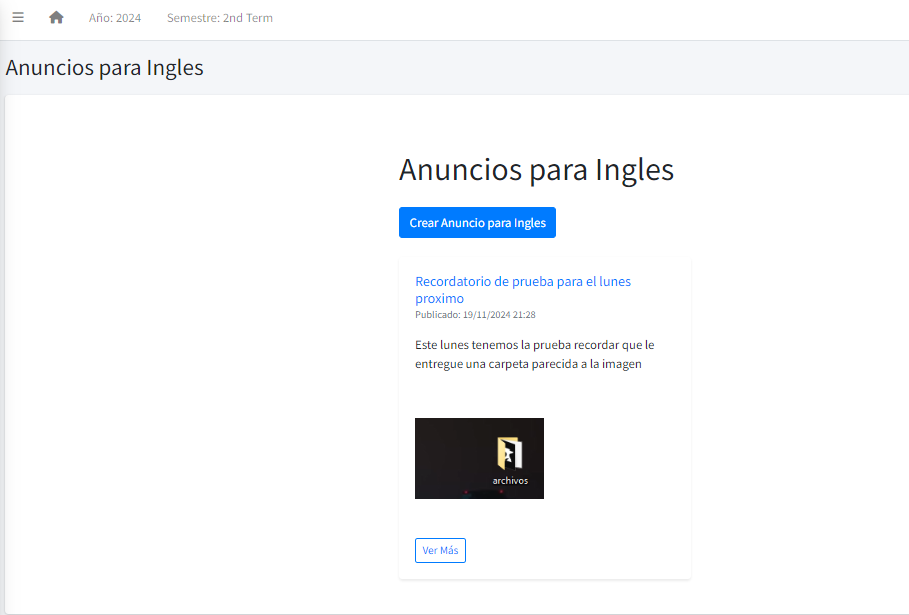 Año: 2024 Semestre: 2nd Term
Anuncios para Ingles
Anuncios para Ingles
Crear Anuncio para Ingles
Recordatorio de prueba para el lunes
proximo
Publicado: 19/11/2024 21:28
Este lunes tenemos la prueba recordar que le
entregue una carpeta parecida a la imagen
archivos
Ver Más